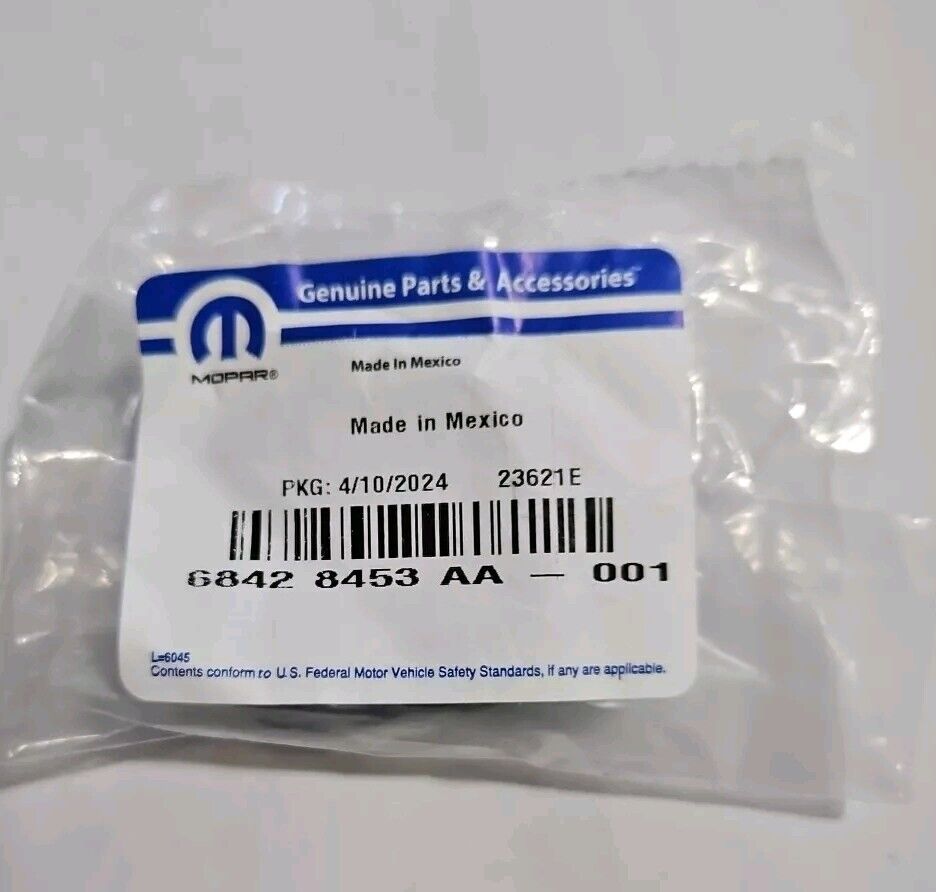 Genuine Parts & Accessories™
MOPAR®
Made In Mexico
Made in Mexico
PKG: 4/10/2024 23621E
6842 8453 AA — 001
L=6045
Contents conform to U.S. Federal Motor Vehicle Safety Standards, if any are applicable.